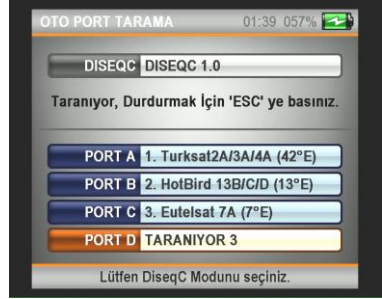 OTO PORT TARAMA 01:39 057%
DISEQC DISEQC 1.0
Taranıyor, Durdurmak İçin 'ESC' ye basınız.
PORT A 1. Turksat2A/3A/4A (42°E)
PORT B 2. HotBird 13B/C/D (13°E)
PORT C 3. Eutelsat 7A (7°E)
PORT D TARANIYOR 3
Lütfen DiseqC Modunu seçiniz.